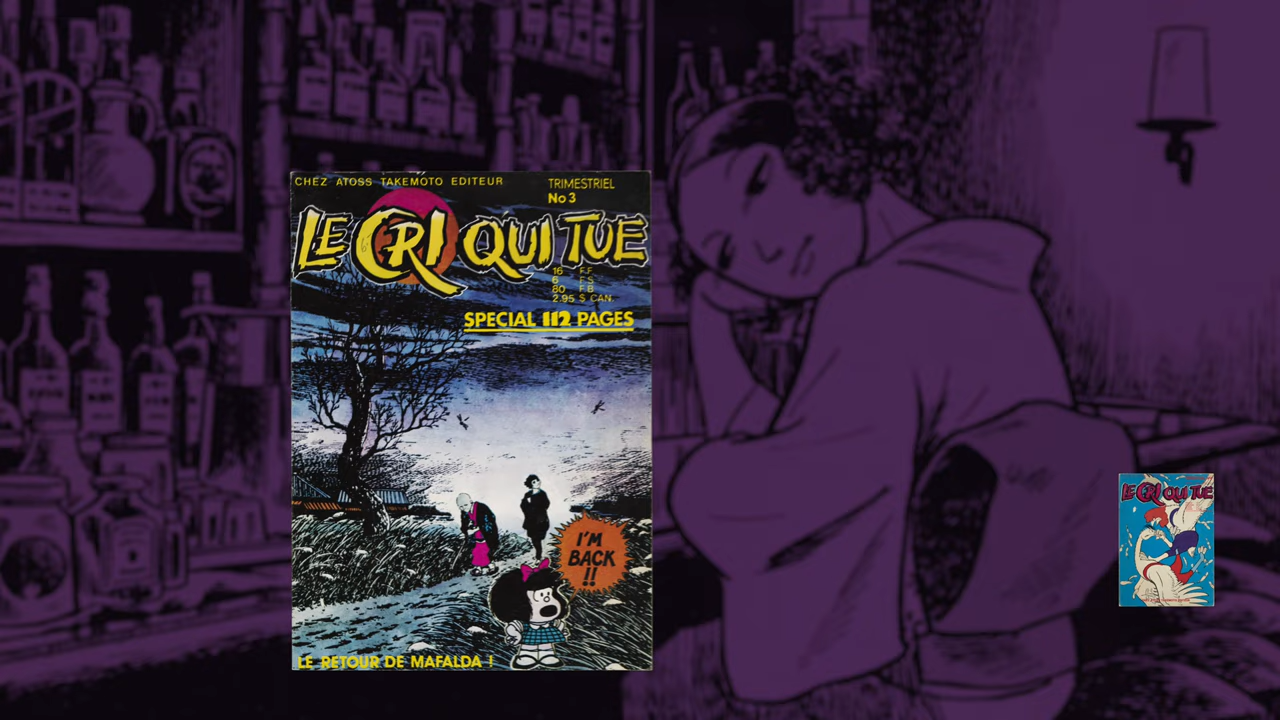 CHEZ ATOSS TAKEMOTO EDITEUR
TRIMESTRIEL
No 3
LE CRI QUI TUE
16 F.F.
6 F.S
80 F.B
2.95 $ CAN.
SPECIAL 112 PAGES
I'M
BACK
!!
LE RETOUR DE MAFALDA !
LE CRI QUI TUE